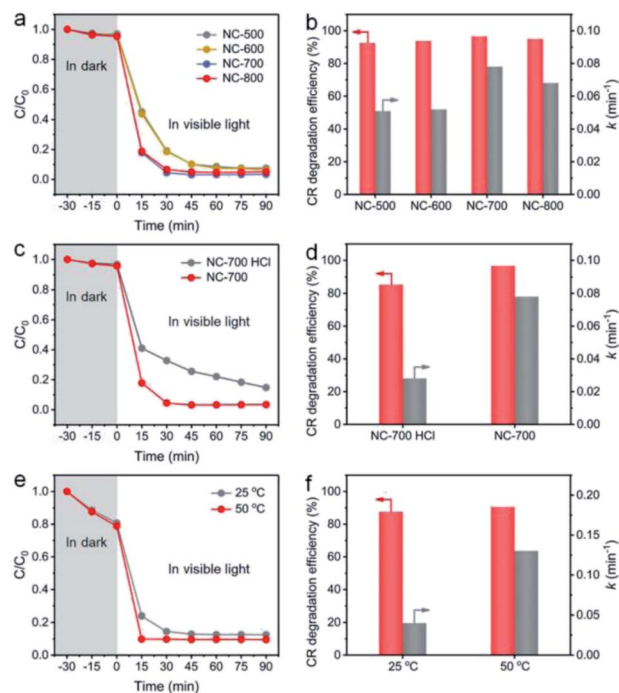 a
C/C₀
1.0
0.8
0.6
0.4
0.2
0.0
In dark
In visible light
NC-500
NC-600
NC-700
NC-800
-30 -15 0 15 30 45 60 75 90
Time (min)
b
CR degradation efficiency (%)
100
80
60
40
20
0
0.10
0.08
0.06
0.04
0.02
0.00
k (min⁻¹)
NC-500 NC-600 NC-700 NC-800
c
C/C₀
1.0
0.8
0.6
0.4
0.2
0.0
In dark
In visible light
NC-700 HCl
NC-700
-30 -15 0 15 30 45 60 75 90
Time (min)
d
CR degradation efficiency (%)
100
80
60
40
20
0
0.10
0.08
0.06
0.04
0.02
0.00
k (min⁻¹)
NC-700 HCl NC-700
e
C/C₀
1.0
0.8
0.6
0.4
0.2
0.0
In dark
In visible light
25 °C
50 °C
-30 -15 0 15 30 45 60 75 90
Time (min)
f
CR degradation efficiency (%)
100
80
60
40
20
0
0.20
0.15
0.10
0.05
0.00
k (min⁻¹)
25 °C 50 °C